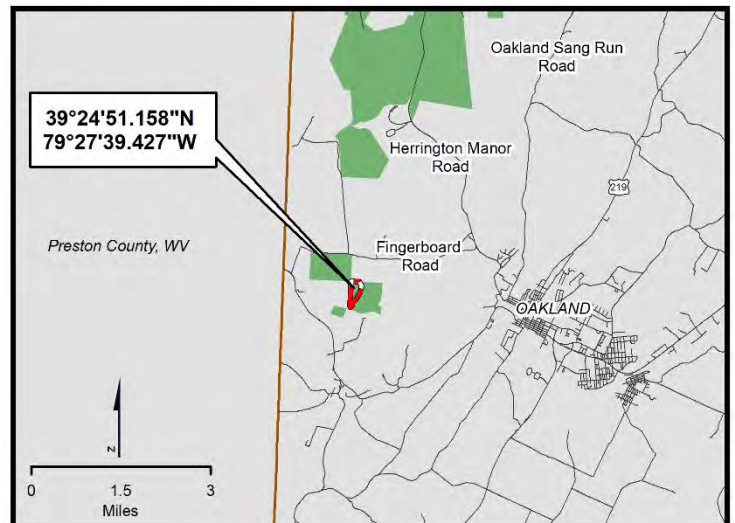 Oakland Sang Run
Road
39°24'51.158"N
79°27'39.427"W
Herrington Manor
Road
219
Preston County, WV
Fingerboard
Road
OAKLAND
N
0 1.5 3
Miles